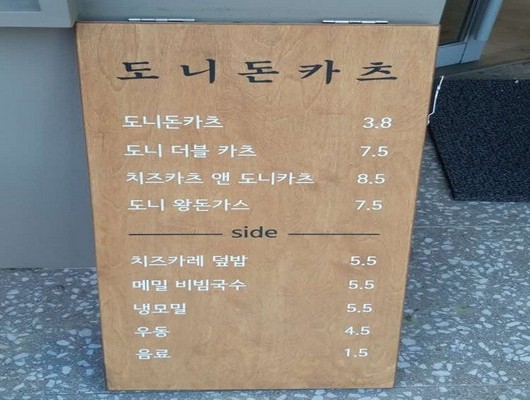 도니돈카츠
도니돈카츠 3.8
도니 더블 카츠 7.5
치즈카츠 앤 도니카츠 8.5
도니 왕돈가스 7.5
side
치즈카레 덮밥 5.5
메밀 비빔국수 5.5
냉모밀 5.5
우동 4.5
음료 1.5